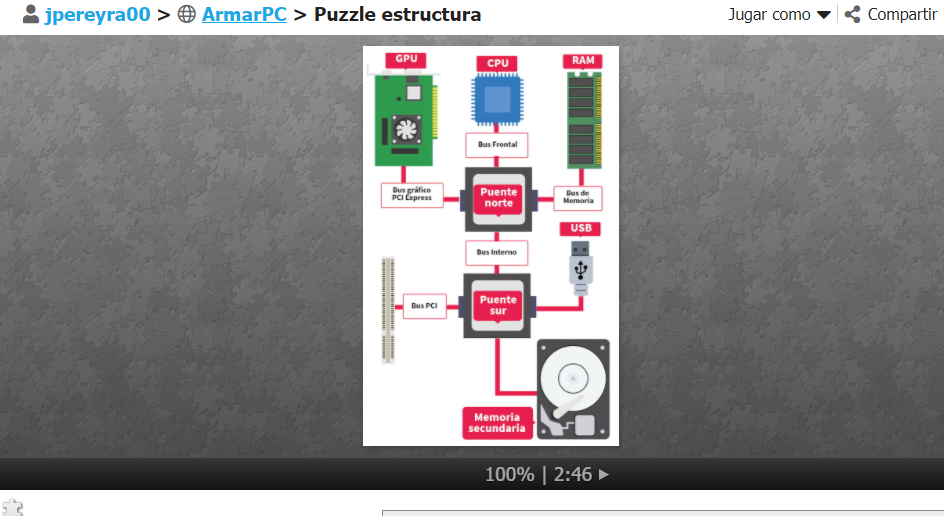 jpereyra00 > ArmarPC > Puzzle estructura
Jugar como
Compartir
GPU
CPU
RAM
Bus Frontal
Bus gráfico
PCI Express
Puente
norte
Bus de
Memoria
USB
Bus Interno
Bus PCI
Puente
sur
Memoria
secundaria
100% | 2:46